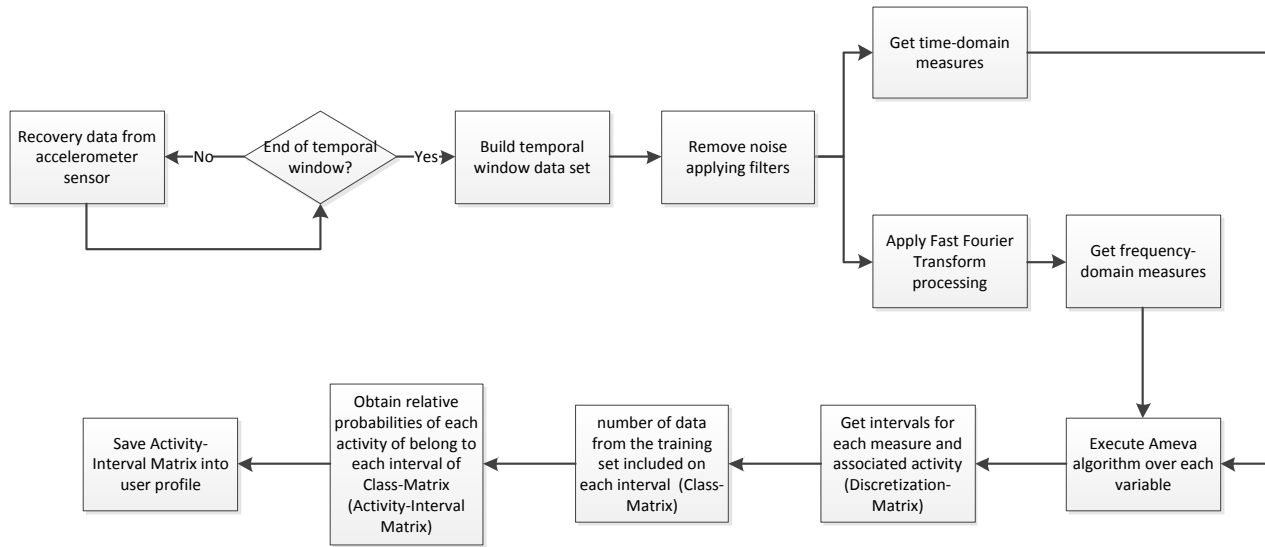 Recovery data from
accelerometer
sensor
No
End of temporal
window?
Yes
Build temporal
window data set
Remove noise
applying filters
Get time-domain
measures
Apply Fast Fourier
Transform
processing
Get frequency-
domain measures
Execute Ameva
algorithm over each
variable
Get intervals for
each measure and
associated activity
(Discretization-
Matrix)
number of data
from the training
set included on
each interval (Class-
Matrix)
Obtain relative
probabilities of each
activity of belong to
each interval of
Class-Matrix
(Activity-Interval
Matrix)
Save Activity-
Interval Matrix into
user profile